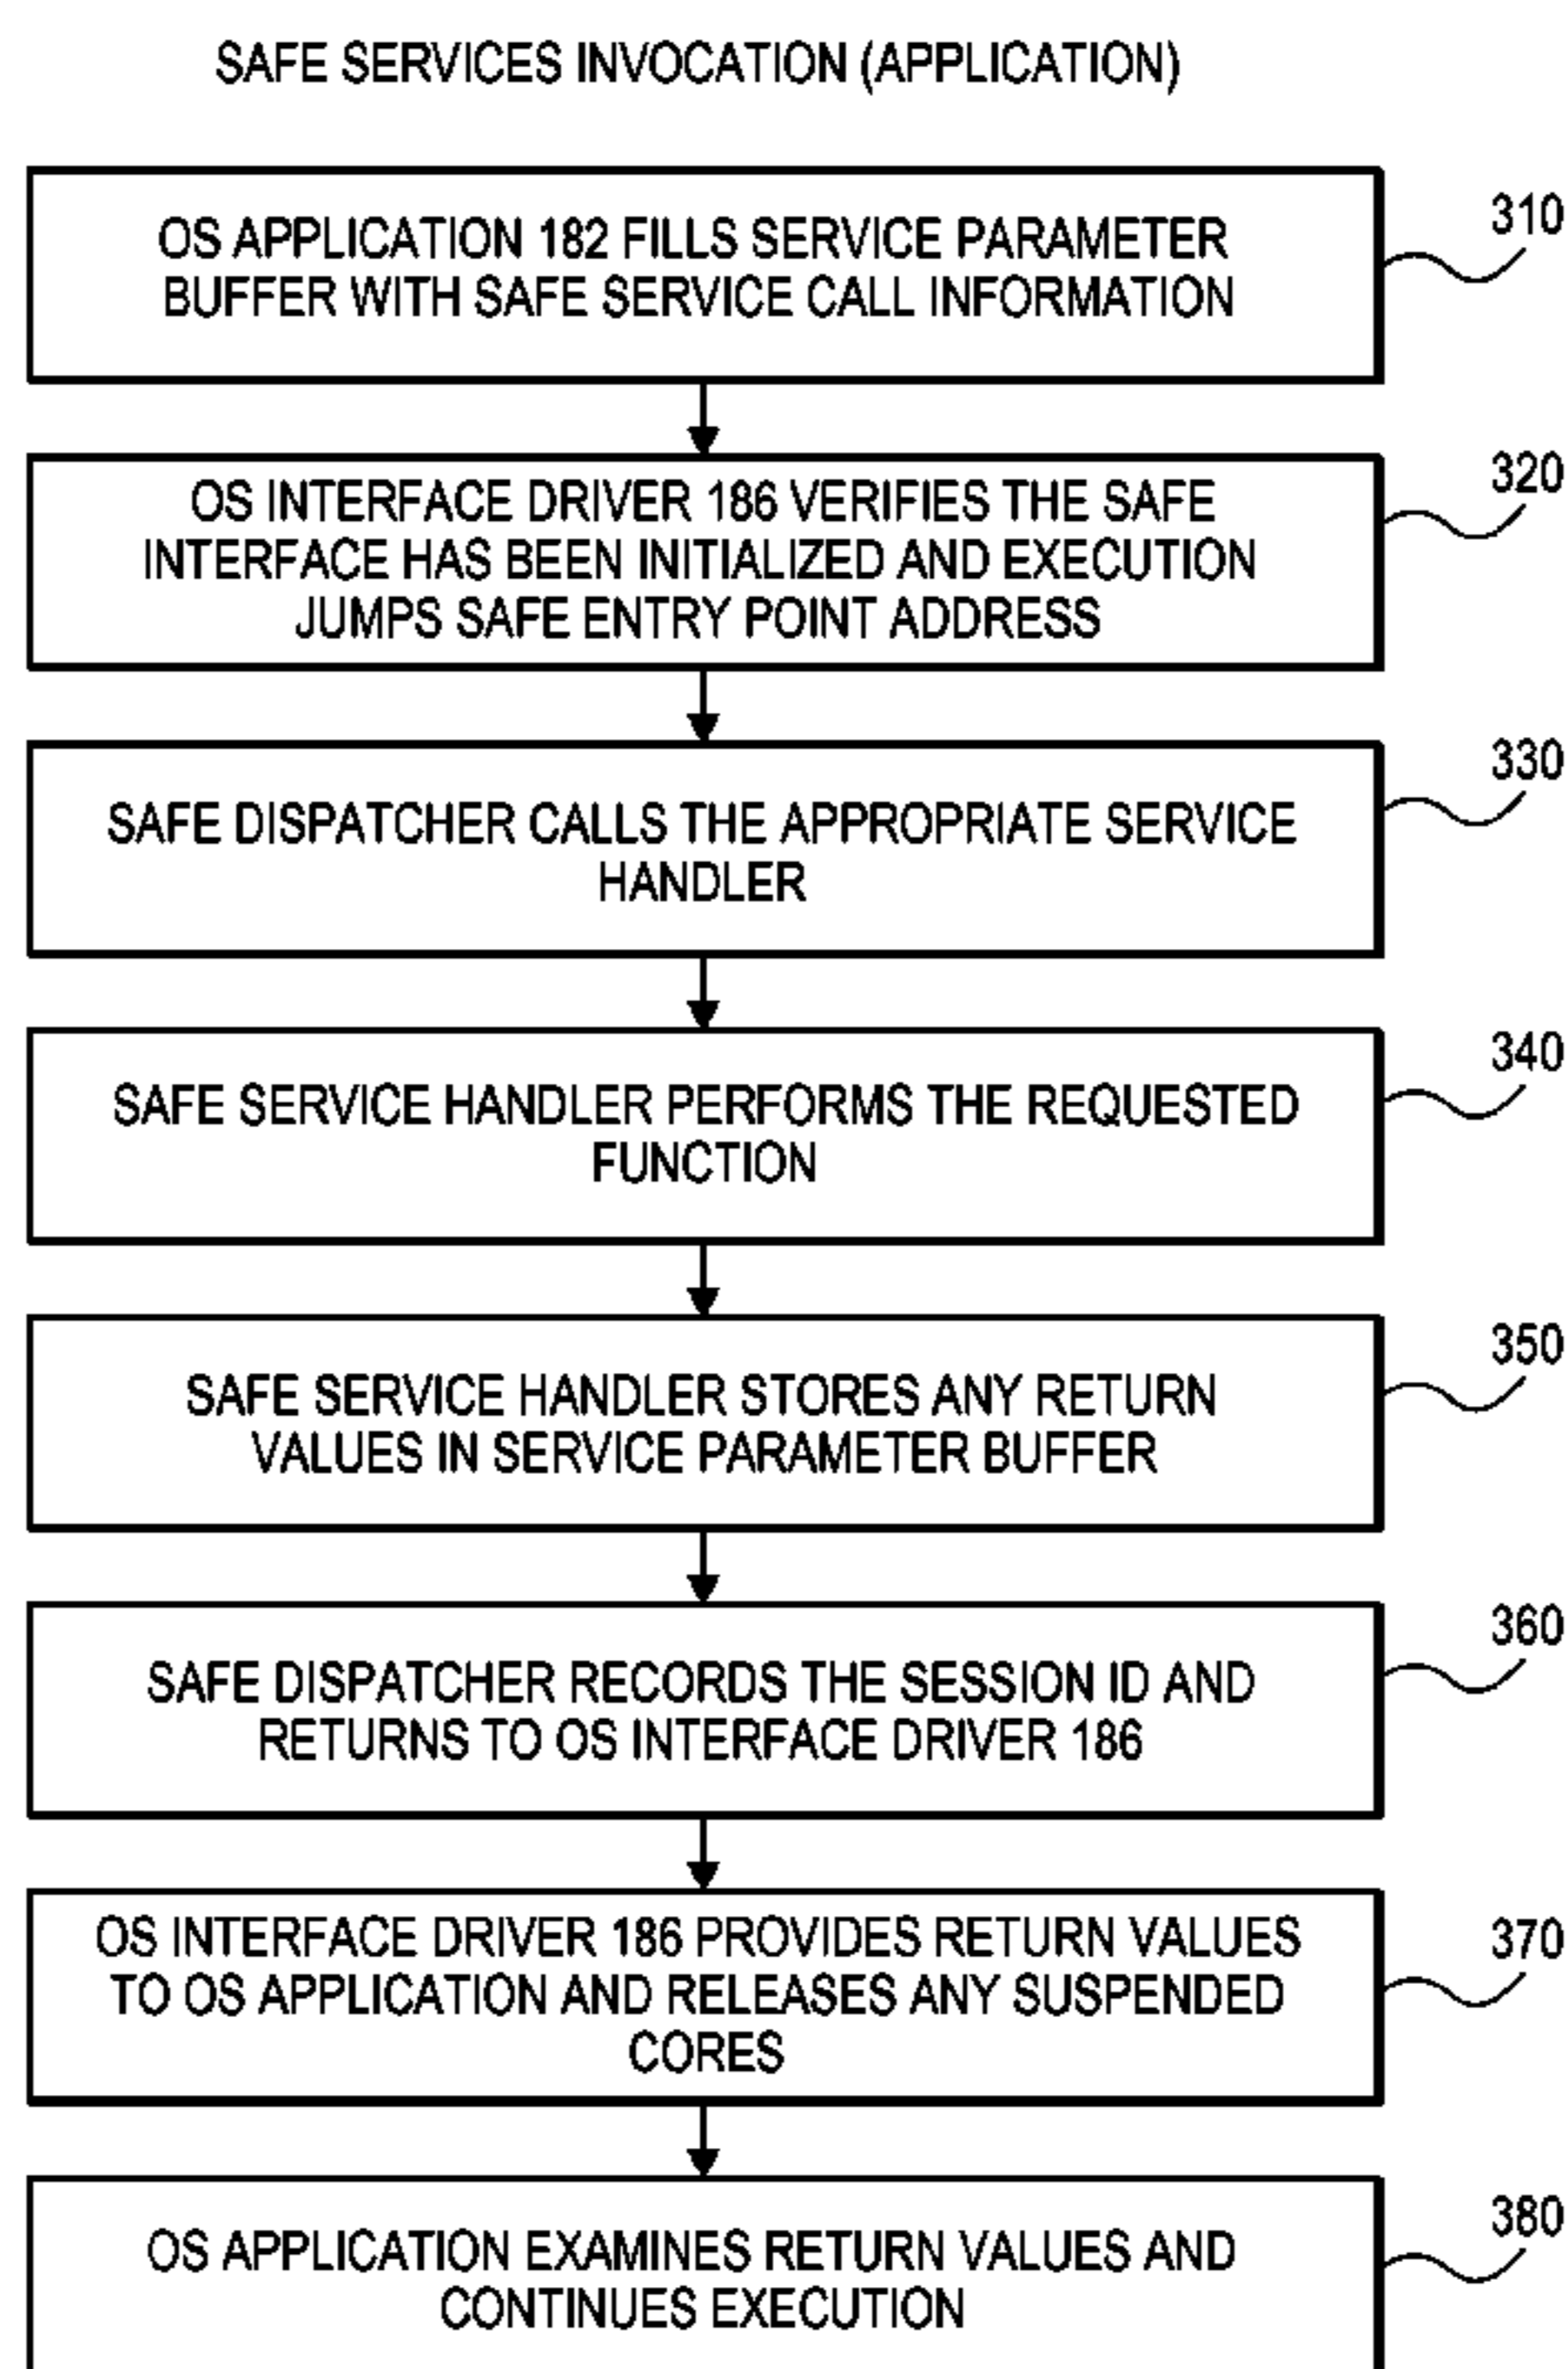 SAFE SERVICES INVOCATION (APPLICATION)
310
OS APPLICATION 182 FILLS SERVICE PARAMETER
BUFFER WITH SAFE SERVICE CALL INFORMATION
320
OS INTERFACE DRIVER 186 VERIFIES THE SAFE
INTERFACE HAS BEEN INITIALIZED AND EXECUTION
JUMPS SAFE ENTRY POINT ADDRESS
330
SAFE DISPATCHER CALLS THE APPROPRIATE SERVICE
HANDLER
340
SAFE SERVICE HANDLER PERFORMS THE REQUESTED
FUNCTION
350
SAFE SERVICE HANDLER STORES ANY RETURN
VALUES IN SERVICE PARAMETER BUFFER
360
SAFE DISPATCHER RECORDS THE SESSION ID AND
RETURNS TO OS INTERFACE DRIVER 186
370
OS INTERFACE DRIVER 186 PROVIDES RETURN VALUES
TO OS APPLICATION AND RELEASES ANY SUSPENDED
CORES
380
OS APPLICATION EXAMINES RETURN VALUES AND
CONTINUES EXECUTION